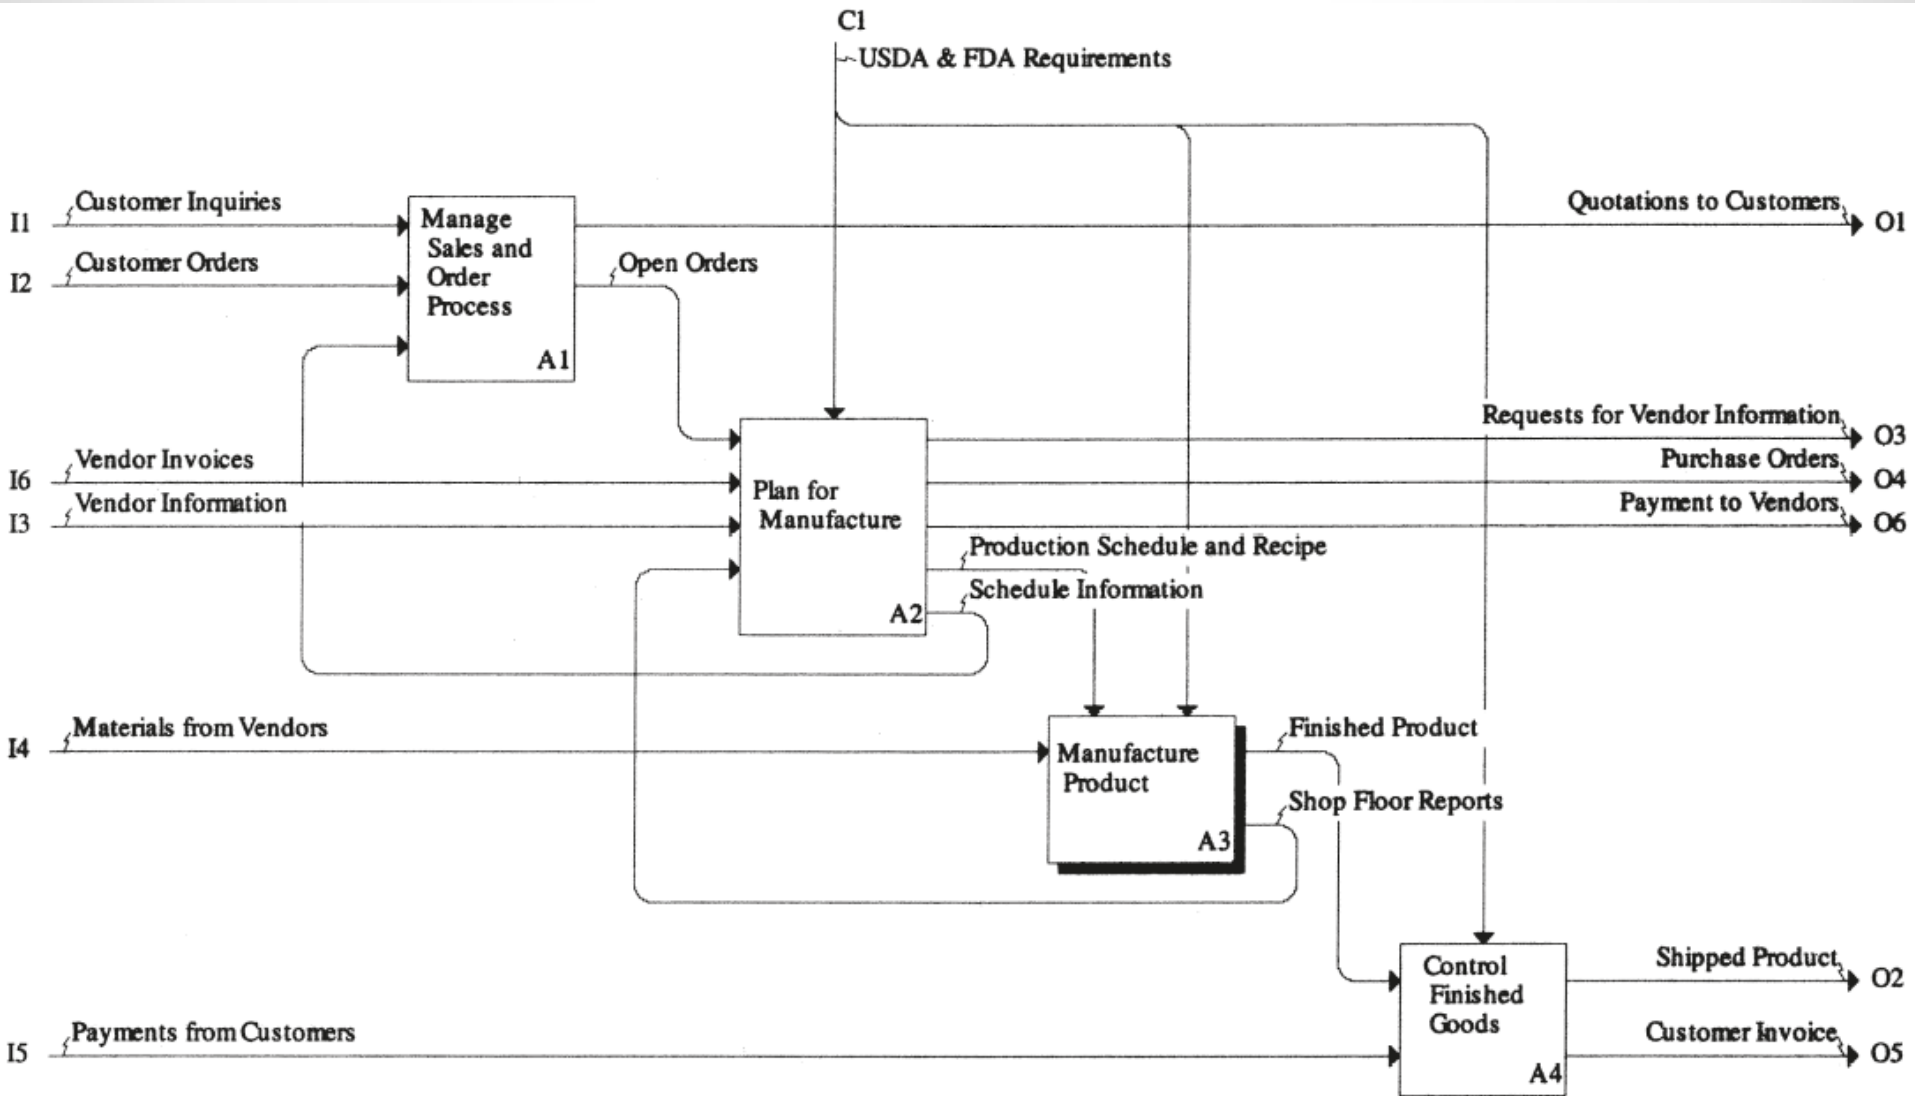 C1
USDA & FDA Requirements
Customer Inquiries
I1
Customer Orders
I2
Manage
Sales and
Order
Process
A1
Quotations to Customers
O1
Open Orders
Requests for Vendor Information
O3
Vendor Invoices
I6
Purchase Orders
O4
Vendor Information
I3
Payment to Vendors
O6
Plan for
Manufacture
A2
Production Schedule and Recipe
Schedule Information
Materials from Vendors
I4
Manufacture
Product
A3
Finished Product
Shop Floor Reports
Control
Finished
Goods
A4
Shipped Product
O2
Payments from Customers
I5
Customer Invoice
O5